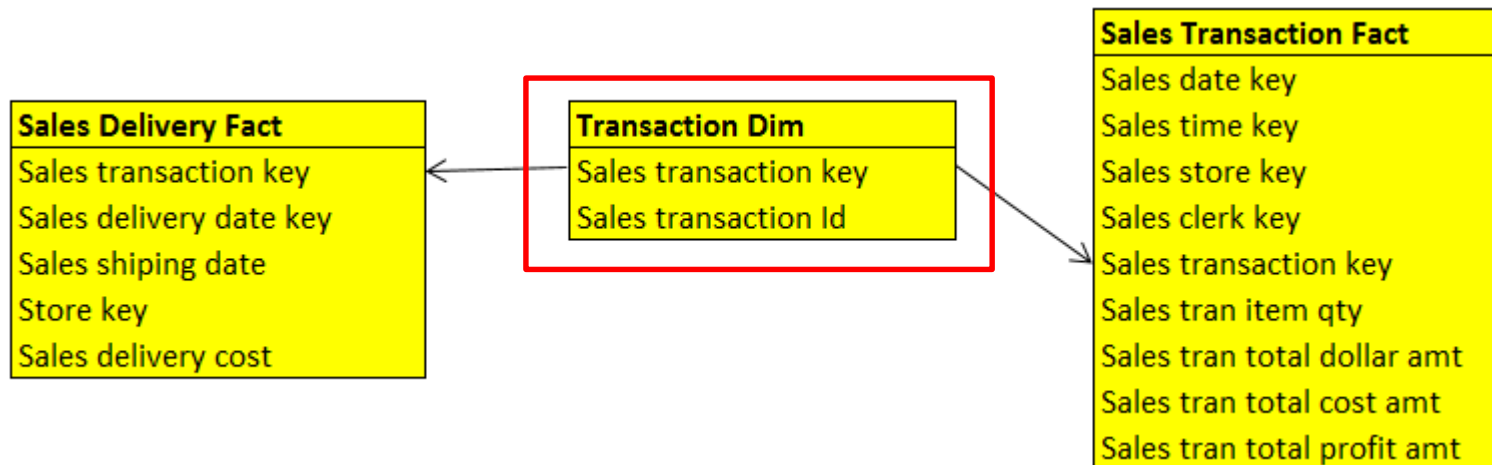 Sales Delivery Fact
Sales transaction key
Sales delivery date key
Sales shiping date
Store key
Sales delivery cost
Transaction Dim
Sales transaction key
Sales transaction Id
Sales Transaction Fact
Sales date key
Sales time key
Sales store key
Sales clerk key
Sales transaction key
Sales tran item qty
Sales tran total dollar amt
Sales tran total cost amt
Sales tran total profit amt